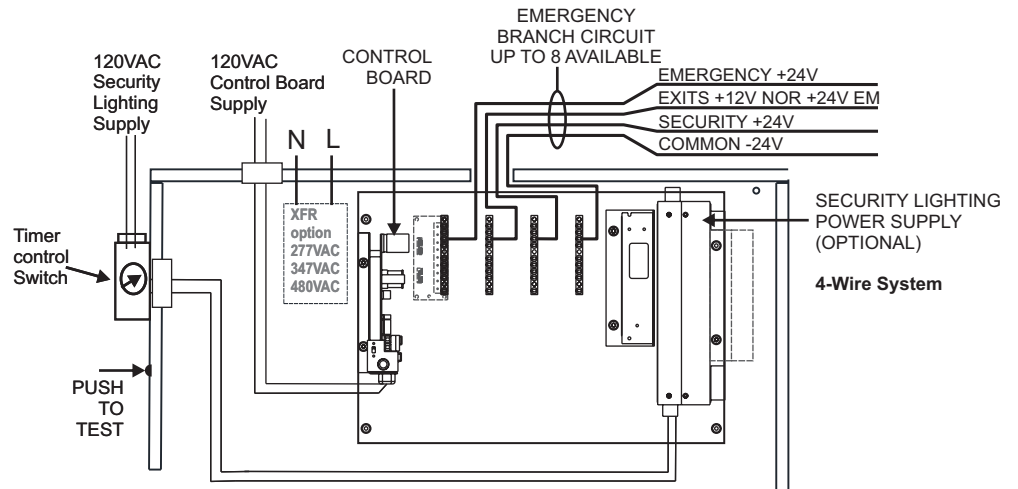 120VAC
Security
Lighting
Supply
120VAC
Control Board
Supply
CONTROL
BOARD
EMERGENCY
BRANCH CIRCUIT
UP TO 8 AVAILABLE
EMERGENCY +24V
EXITS +12V NOR +24V EM
SECURITY +24V
COMMON -24V
N L
XFR
option
277VAC
347VAC
480VAC
Timer
control
Switch
PUSH
TO
TEST
SECURITY LIGHTING
POWER SUPPLY
(OPTIONAL)
4-Wire System